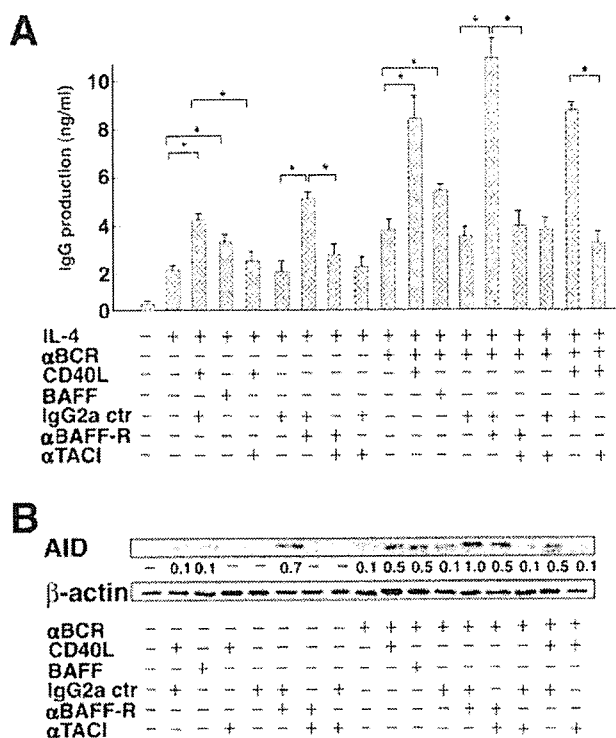 A
IgG production (ng/ml)
10
8
6
4
2
0
* * * * * * * * * * *
IL-4 − + + + + + + + + + + + + + + + + +
αBCR − − − − − − − − − + + + + + + + + +
CD40L − − + − + − − − − − + − − − − − + +
BAFF − − − + − − − − − − − + − − − − − −
IgG2a ctr − − + − − + + − − − − − + + − + + −
αBAFF-R − − − − − − + + − − − − − + + − − −
αTACI − − − − + − − + + − − − − − + + − +
B
AID
− 0.1 0.1 − − 0.7 − − 0.1 0.5 0.5 0.1 1.0 0.5 0.1 0.5 0.1
β-actin
αBCR − − − − − − − − + + + + + + + + +
CD40L − + − + − − − − − + − − − − − + +
BAFF − − + − − − − − − − + − − − − − −
IgG2a ctr − + − − + + − − − − − + + − + + −
αBAFF-R − − − − − + + − − − − − + + − − −
αTACI − − − + − − + + − − − − − + + − +